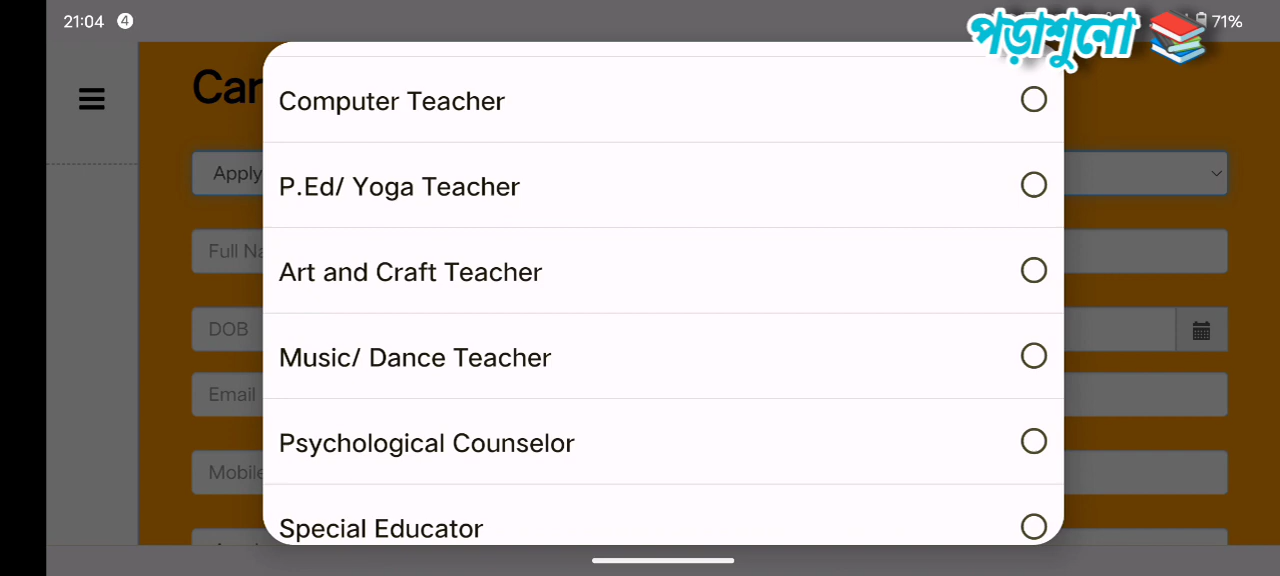 21:04 4
71%
পড়াশুনো
Car
Computer Teacher
P.Ed/ Yoga Teacher
Apply
Full Na
Art and Craft Teacher
DOB
Music/ Dance Teacher
Email
Psychological Counselor
Mobile
Special Educator